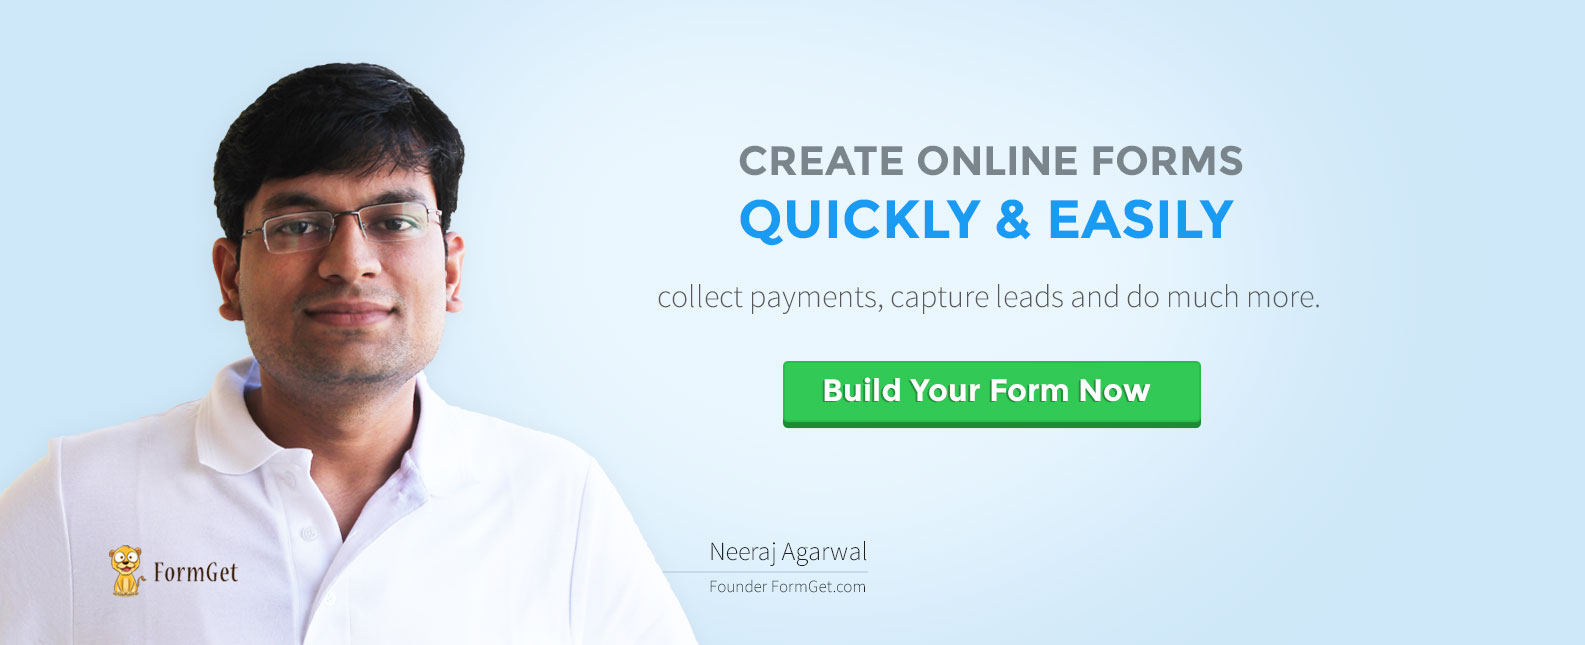 CREATE ONLINE FORMS
QUICKLY & EASILY
collect payments, capture leads and do much more.
Build Your Form Now
Neeraj Agarwal
Founder FormGet.com
FormGet